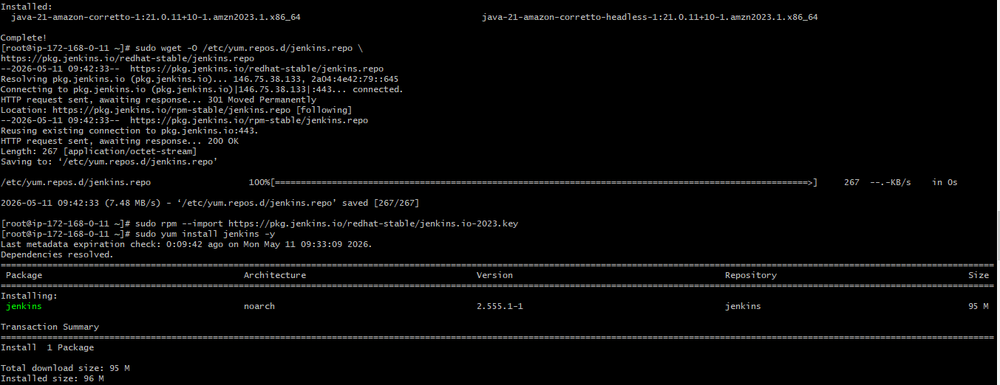 Installed:
java-21-amazon-corretto-1:21.0.11+10-1.amzn2023.1.x86_64 java-21-amazon-corretto-headless-1:21.0.11+10-1.amzn2023.1.x86_64
Complete!
[root@ip-172-168-0-11 ~]# sudo wget -O /etc/yum.repos.d/jenkins.repo \
https://pkg.jenkins.io/redhat-stable/jenkins.repo
--2026-05-11 09:42:33-- https://pkg.jenkins.io/redhat-stable/jenkins.repo
Resolving pkg.jenkins.io (pkg.jenkins.io)... 146.75.38.133, 2a04:4e42:79::645
Connecting to pkg.jenkins.io (pkg.jenkins.io)|146.75.38.133|:443... connected.
HTTP request sent, awaiting response... 301 Moved Permanently
Location: https://pkg.jenkins.io/rpm-stable/jenkins.repo [following]
--2026-05-11 09:42:33-- https://pkg.jenkins.io/rpm-stable/jenkins.repo
Reusing existing connection to pkg.jenkins.io:443.
HTTP request sent, awaiting response... 200 OK
Length: 267 [application/octet-stream]
Saving to: ‘/etc/yum.repos.d/jenkins.repo’
/etc/yum.repos.d/jenkins.repo 100%[=======================================================================================================>] 267 --.-KB/s in 0s
2026-05-11 09:42:33 (7.48 MB/s) - ‘/etc/yum.repos.d/jenkins.repo’ saved [267/267]
[root@ip-172-168-0-11 ~]# sudo rpm --import https://pkg.jenkins.io/redhat-stable/jenkins.io-2023.key
[root@ip-172-168-0-11 ~]# sudo yum install jenkins -y
Last metadata expiration check: 0:09:42 ago on Mon May 11 09:33:09 2026.
Dependencies resolved.
Package Architecture Version Repository Size
Installing:
jenkins noarch 2.555.1-1 jenkins 95 M
Transaction Summary
Install 1 Package
Total download size: 95 M
Installed size: 96 M